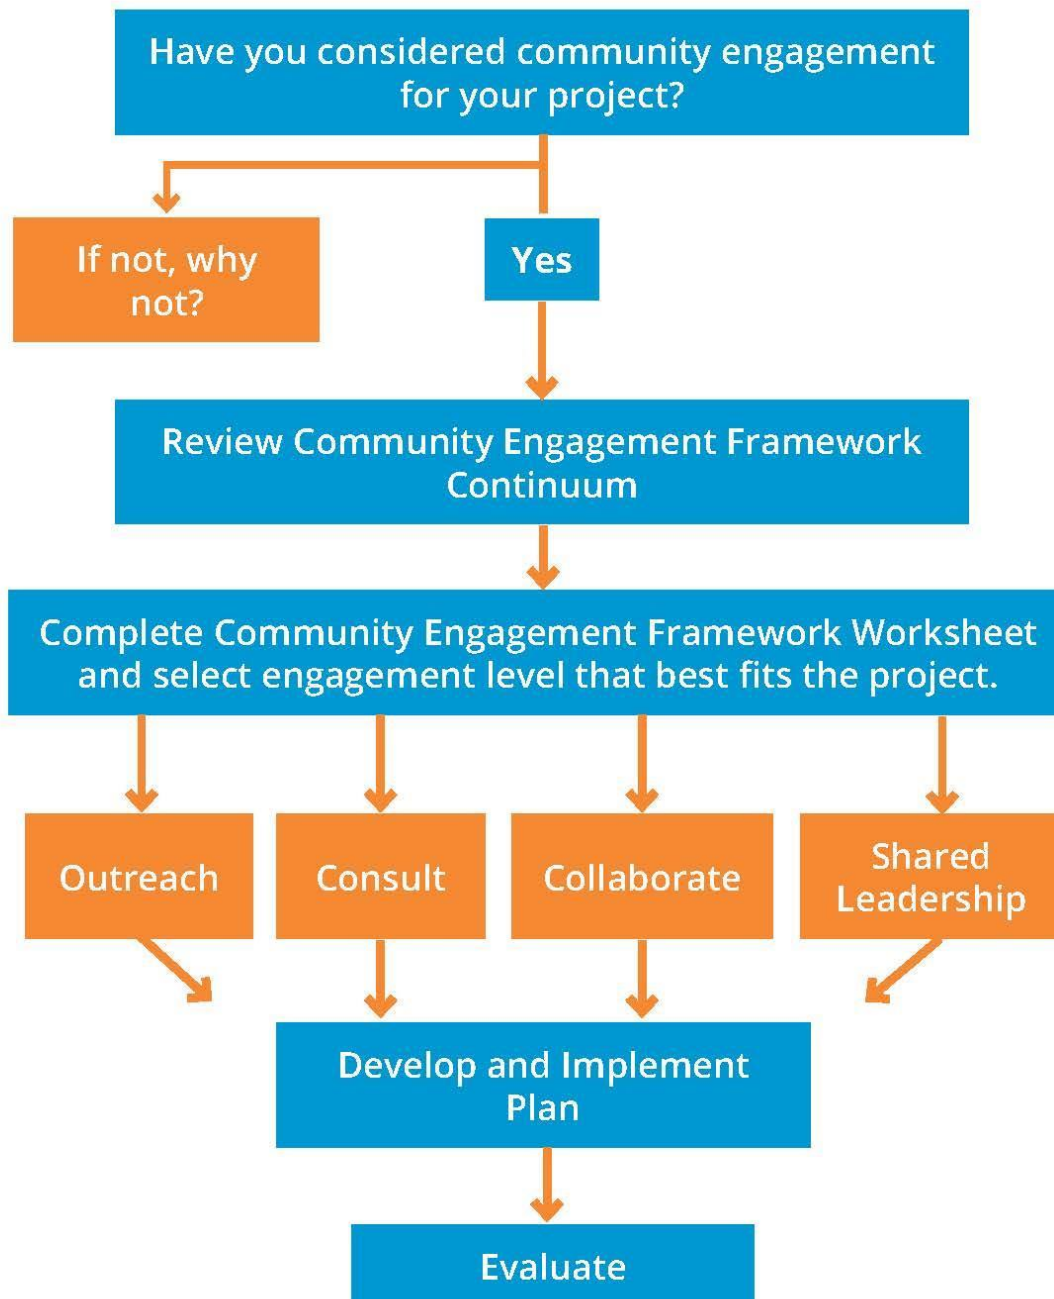 Have you considered community engagement
for your project?
If not, why
not?
Yes
Review Community Engagement Framework
Continuum
Complete Community Engagement Framework Worksheet
and select engagement level that best fits the project.
Outreach
Consult
Collaborate
Shared
Leadership
Develop and Implement
Plan
Evaluate